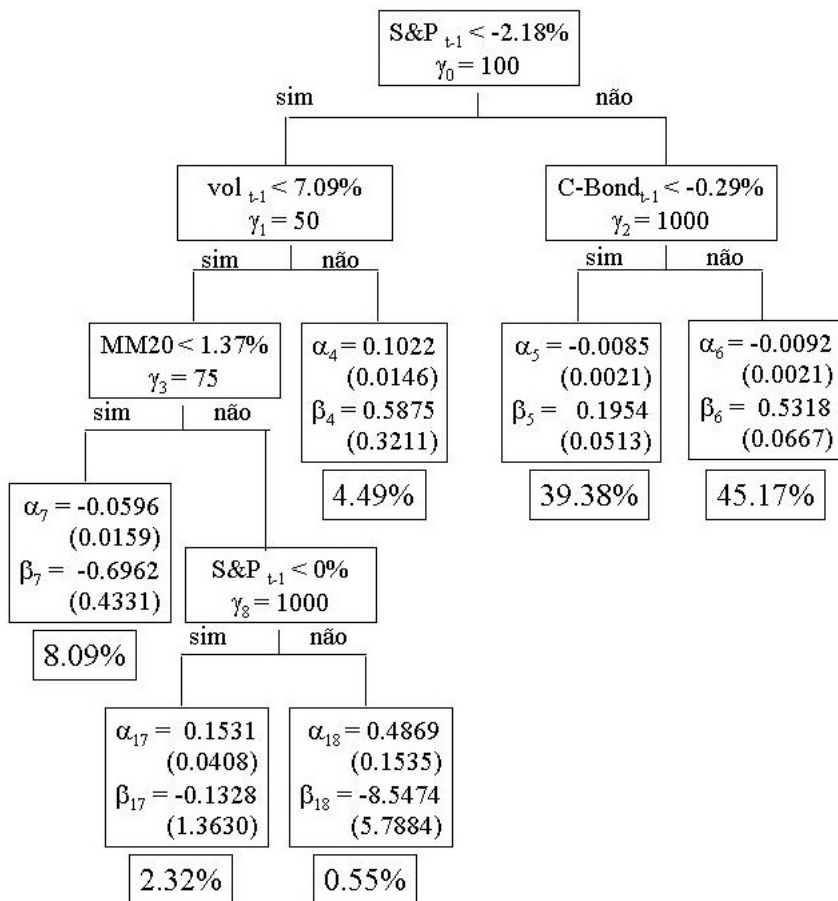 S&P t-1 < -2.18%
γ0 = 100
sim não
vol t-1 < 7.09%
γ1 = 50
C-Bondt-1 < -0.29%
γ2 = 1000
sim não
sim não
MM20 < 1.37%
γ3 = 75
α4 = 0.1022
(0.0146)
β4 = 0.5875
(0.3211)
4.49%
α5 = -0.0085
(0.0021)
β5 = 0.1954
(0.0513)
39.38%
α6 = -0.0092
(0.0021)
β6 = 0.5318
(0.0667)
45.17%
sim não
α7 = -0.0596
(0.0159)
β7 = -0.6962
(0.4331)
8.09%
S&P t-1 < 0%
γ8 = 1000
sim não
α17 = 0.1531
(0.0408)
β17 = -0.1328
(1.3630)
2.32%
α18 = 0.4869
(0.1535)
β18 = -8.5474
(5.7884)
0.55%